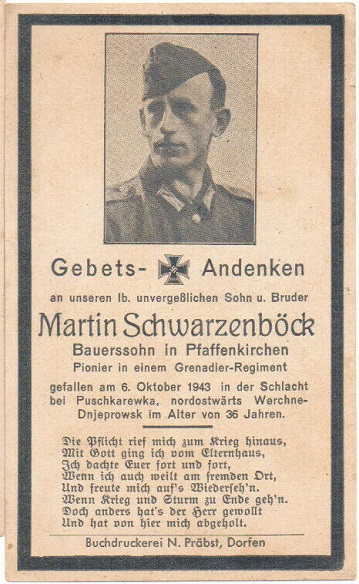 Gebets- Andenken
an unseren lb. unvergeßlichen Sohn u. Bruder
Martin Schwarzenböck
Bauerssohn in Pfaffenkirchen
Pionier in einem Grenadier-Regiment
gefallen am 6. Oktober 1943 in der Schlacht
bei Puschkarewka, nordostwärts Werchne-
Dnjeprowsk im Alter von 36 Jahren.
Die Pflicht rief mich zum Krieg hinaus,
Mit Gott ging ich vom Elternhaus,
Ich dachte Euer fort und fort,
Wenn ich auch weilt am fremden Ort,
Und freute mich auf's Wiederseh'n.
Wenn Krieg und Sturm zu Ende geh'n.
Doch anders hat's der Herr gewollt
Und hat von hier mich abgeholt.
Buchdruckerei N. Präbst, Dorfen